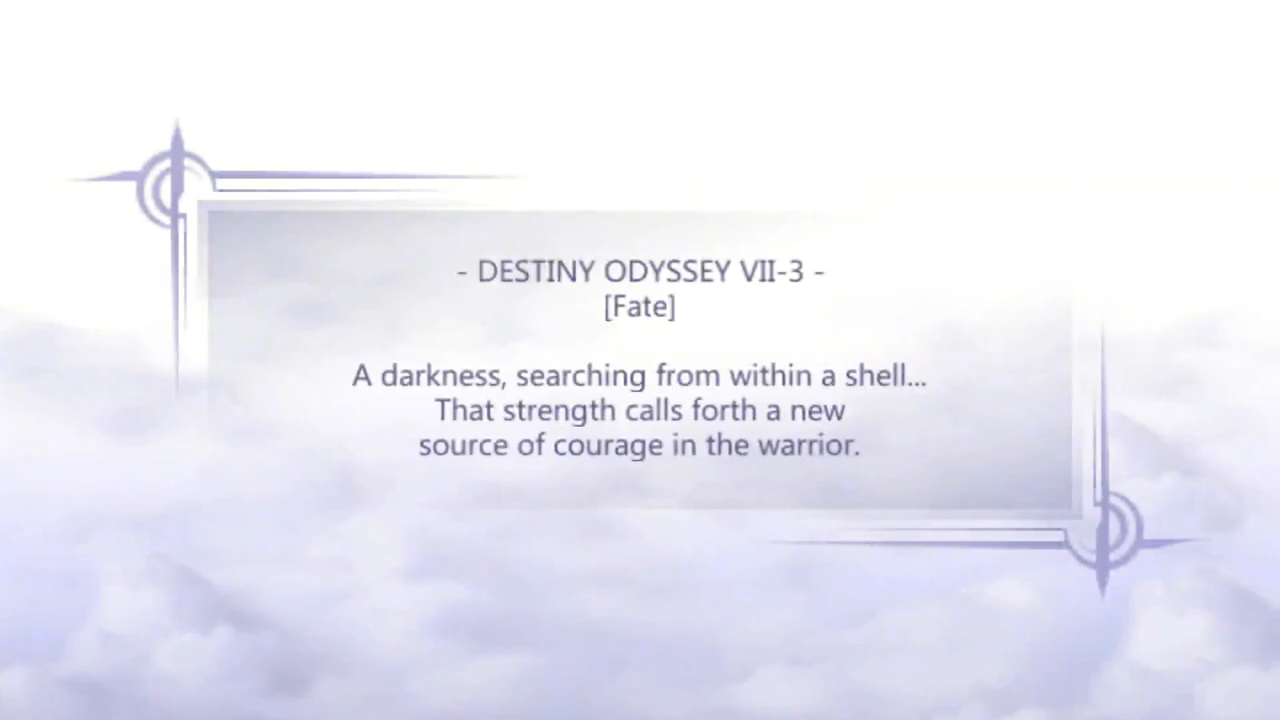 - DESTINY ODYSSEY VII-3 -
[Fate]
A darkness, searching from within a shell...
That strength calls forth a new
source of courage in the warrior.